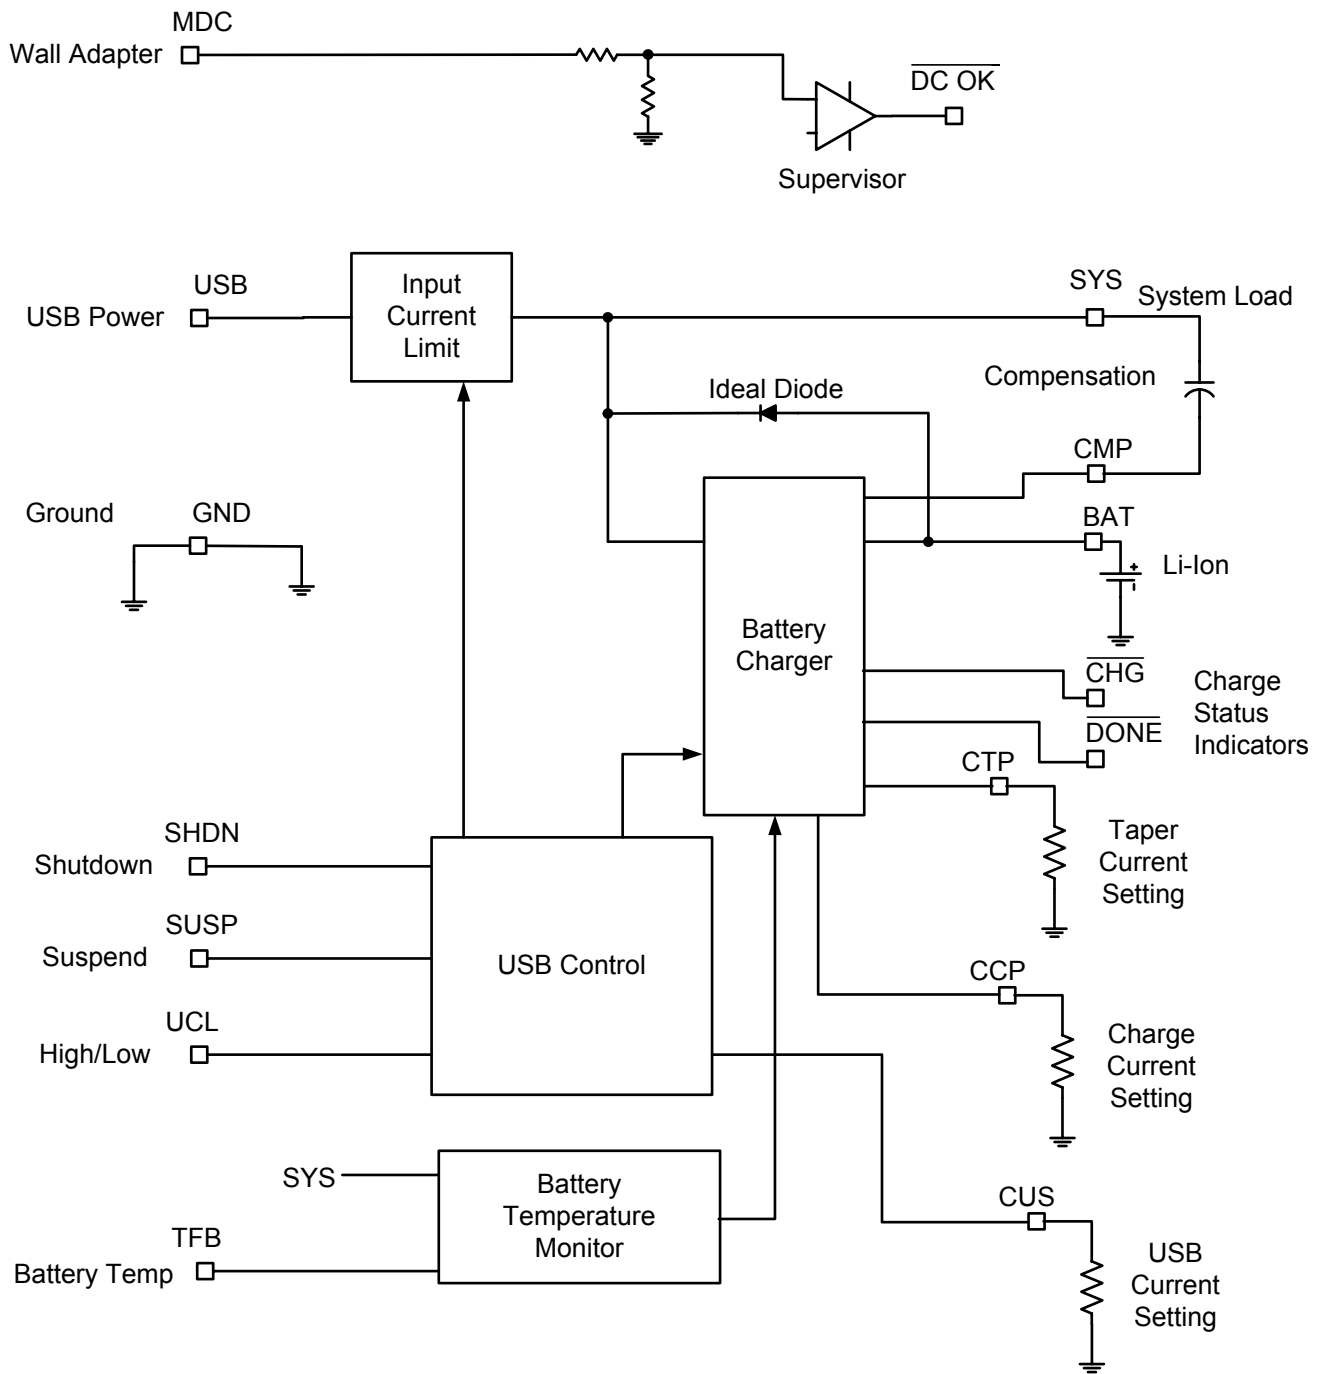 MDC
Wall Adapter
DC OK
Supervisor
USB
USB Power
Input
Current
Limit
SYS
System Load
Ideal Diode
Compensation
CMP
Ground
GND
BAT
Li-Ion
+
-
Battery
Charger
CHG
DONE
Charge
Status
Indicators
CTP
Taper
Current
Setting
SHDN
Shutdown
SUSP
Suspend
UCL
High/Low
USB Control
CCP
Charge
Current
Setting
SYS
Battery
Temperature
Monitor
TFB
Battery Temp
CUS
USB
Current
Setting